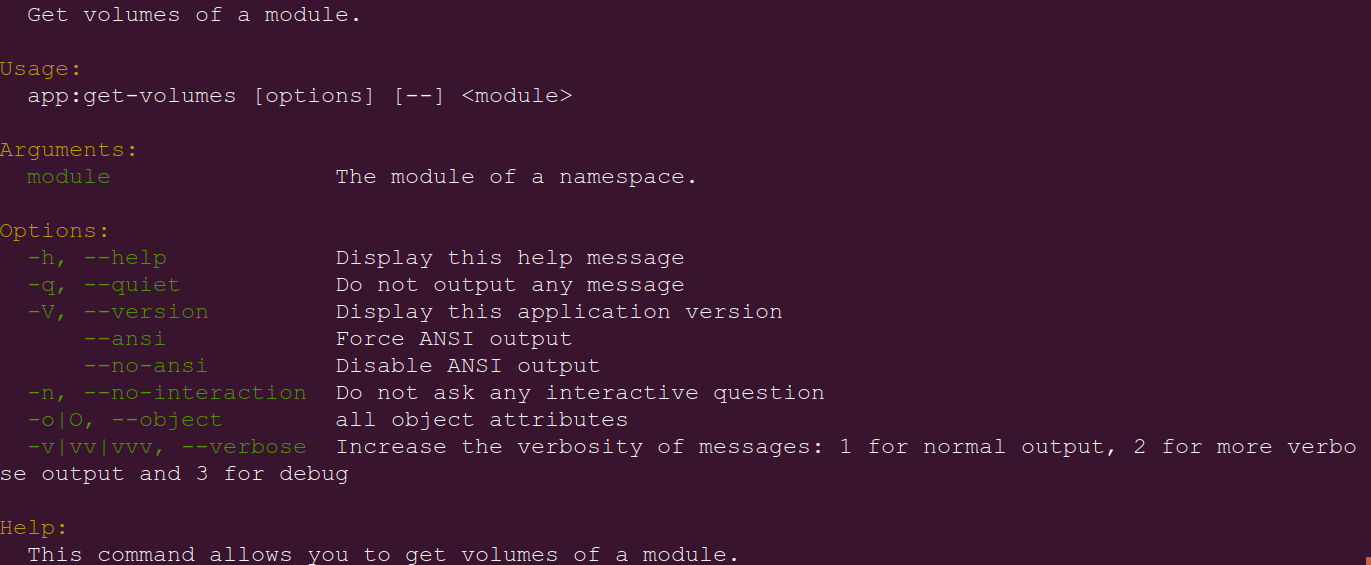 Get volumes of a module.
Usage:
app:get-volumes [options] [--] <module>
Arguments:
module The module of a namespace.
Options:
-h, --help Display this help message
-q, --quiet Do not output any message
-V, --version Display this application version
--ansi Force ANSI output
--no-ansi Disable ANSI output
-n, --no-interaction Do not ask any interactive question
-o|O, --object all object attributes
-v|vv|vvv, --verbose Increase the verbosity of messages: 1 for normal output, 2 for more verbo
se output and 3 for debug
Help:
This command allows you to get volumes of a module.